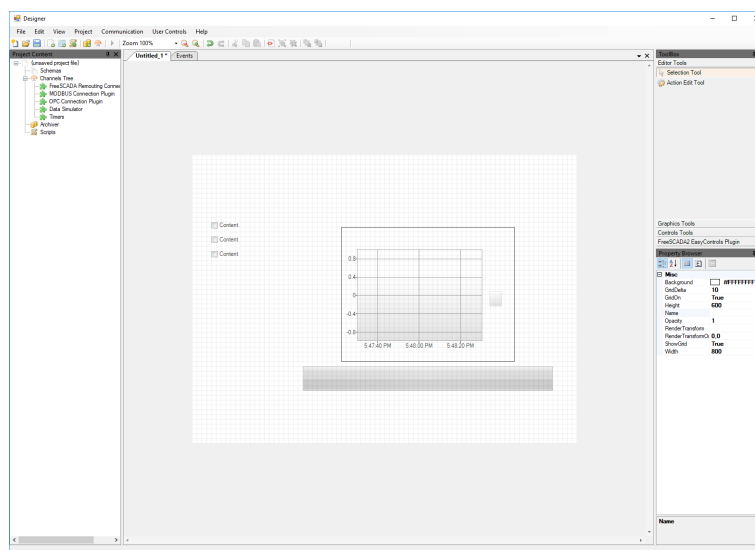 Designer
File Edit View Project Communication User Controls Help
Zoom 100%
Project Content
(unsaved project file)
Schemas
Channels Tree
FreeSCADA Remouting Connec
MODBUS Connection Plugin
OPC Connection Plugin
Data Simulator
Timers
Archiver
Scripts
Untitled_1 * Events
Content
Content
Content
0.8
0.4
0
-0.4
-0.8
5:47:40 PM 5:48:00 PM 5:48:20 PM
ToolBox
Editor Tools
Selection Tool
Action Edit Tool
Graphics Tools
Controls Tools
FreeSCADA2 EasyControls Plugin
Property Browser
Misc
Background #FFFFFFFF
GridDelta 10
GridOn True
Height 600
Name
Opacity 1
RenderTransform
RenderTransformO 0,0
ShowGrid True
Width 800
Name